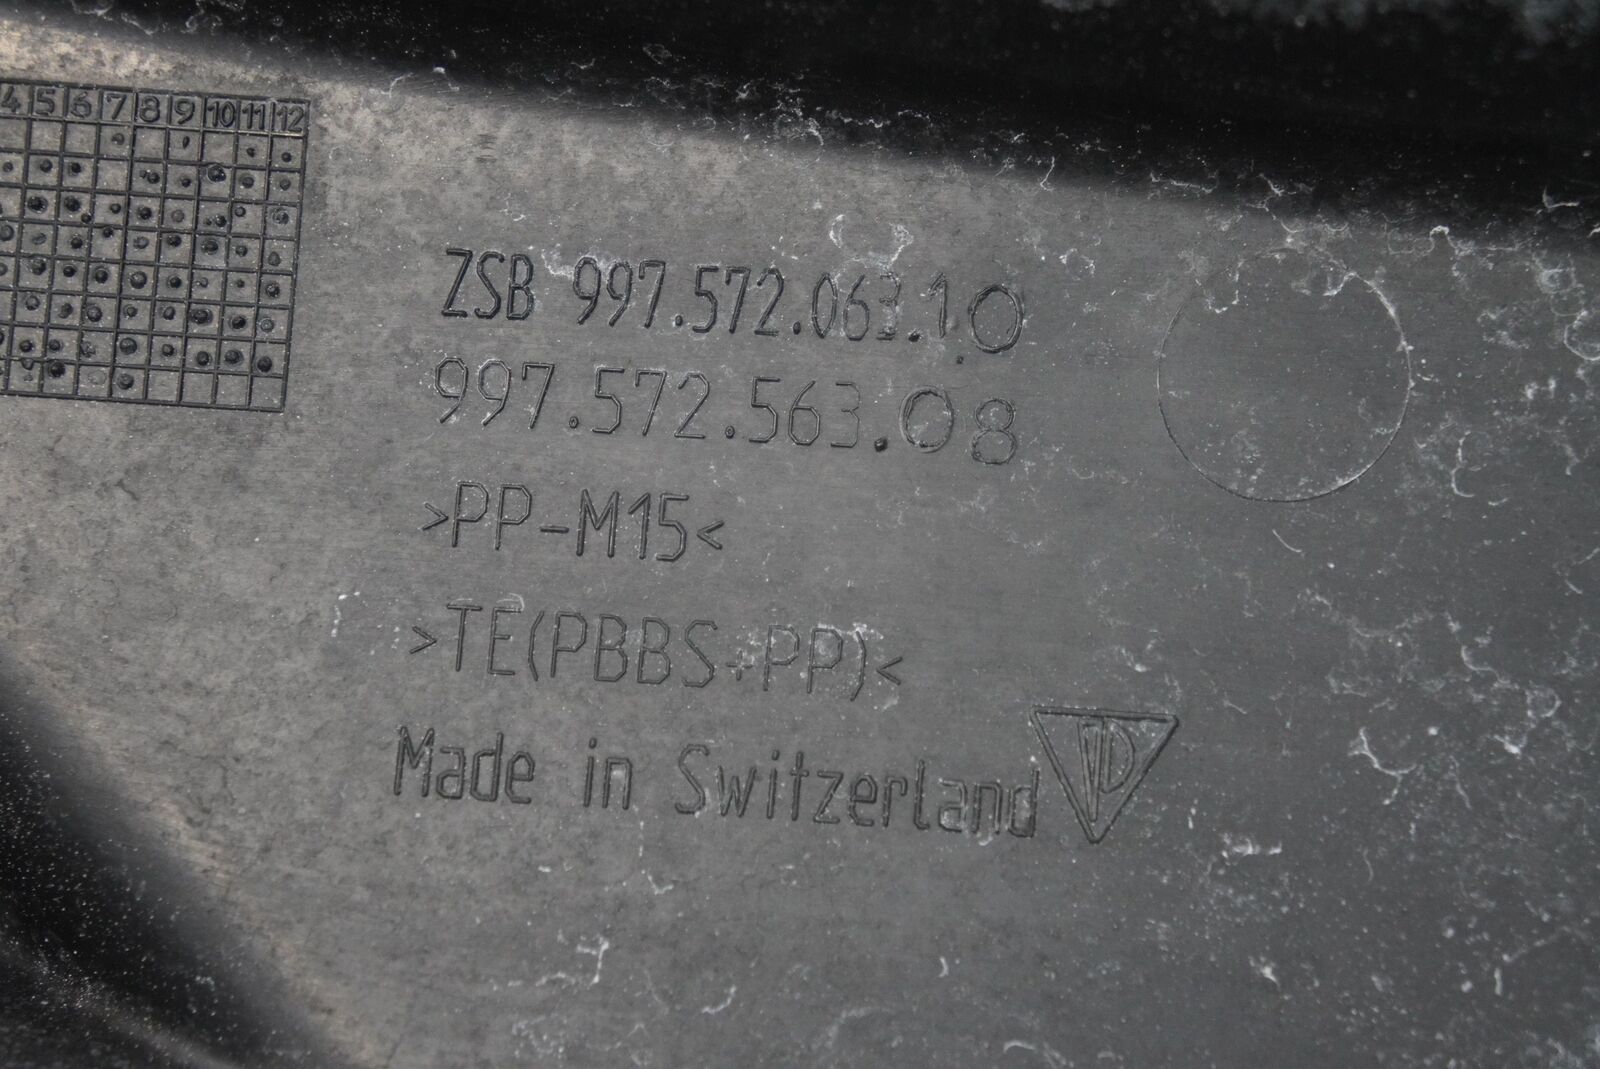 4 5 6 7 8 9 10 11 12
ZSB 997.572.063.10
997.572.563.08
>PP-M15<
>TE(PBBS+PP)<
Made in Switzerland